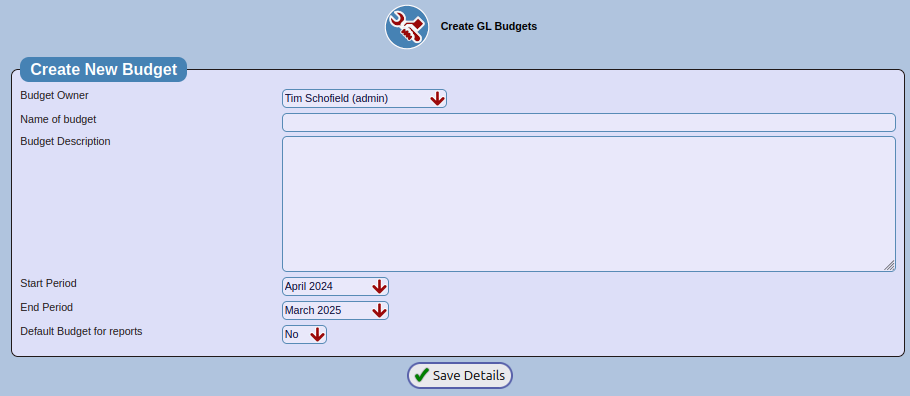 Create GL Budgets
Create New Budget
Budget Owner Tim Schofield (admin)
Name of budget
Budget Description
Start Period April 2024
End Period March 2025
Default Budget for reports No
Save Details